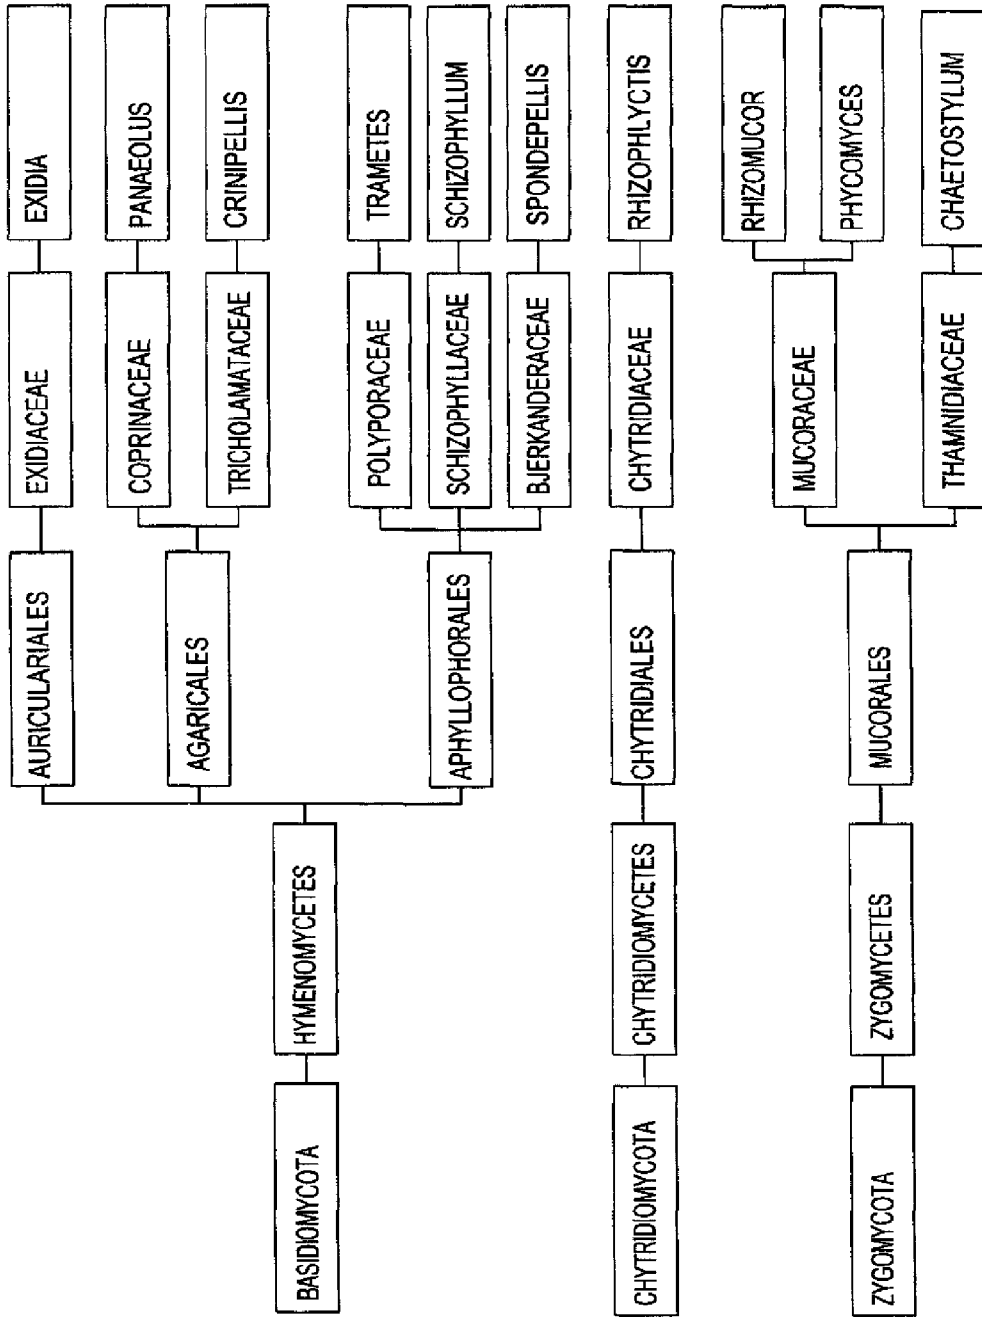 BASIDIOMYCOTA
HYMENOMYCETES
AURICULARIALES
EXIDIACEAE
EXIDIA
AGARICALES
COPRINACEAE
PANAEOLUS
TRICHOLAMATACEAE
CRINIPELLIS
APHYLLOPHORALES
POLYPORACEAE
TRAMETES
SCHIZOPHYLLACEAE
SCHIZOPHYLLUM
BJERKANDERACEAE
SPONDEPELLIS
CHYTRIDIOMYCOTA
CHYTRIDIOMYCETES
CHYTRIDIALES
CHYTRIDIACEAE
RHIZOPHLYCTIS
ZYGOMYCOTA
ZYGOMYCETES
MUCORALES
MUCORACEAE
RHIZOMUCOR
PHYCOMYCES
THAMNIDIACEAE
CHAETOSTYLUM